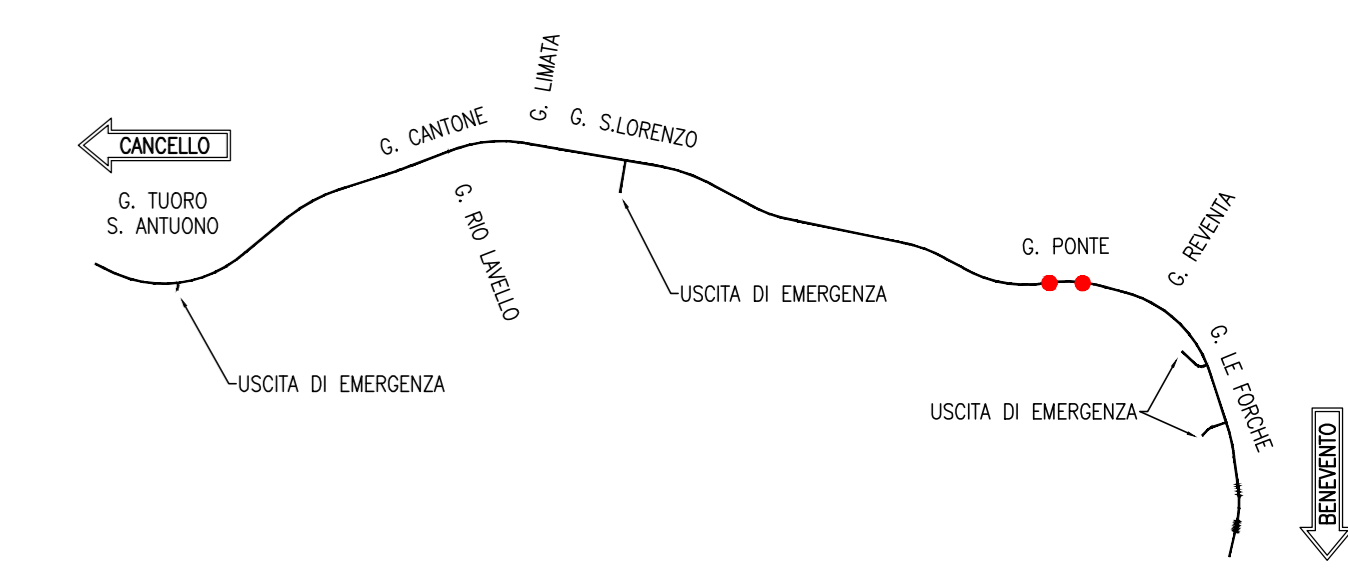 CANCELLO
G. TUORO
S. ANTUONO
G. CANTONE
G. LIMATA
G. S.LORENZO
G. RIO LAVELLO
USCITA DI EMERGENZA
USCITA DI EMERGENZA
G. PONTE
G. REVENTA
G. LE FORCHE
USCITA DI EMERGENZA
BENEVENTO